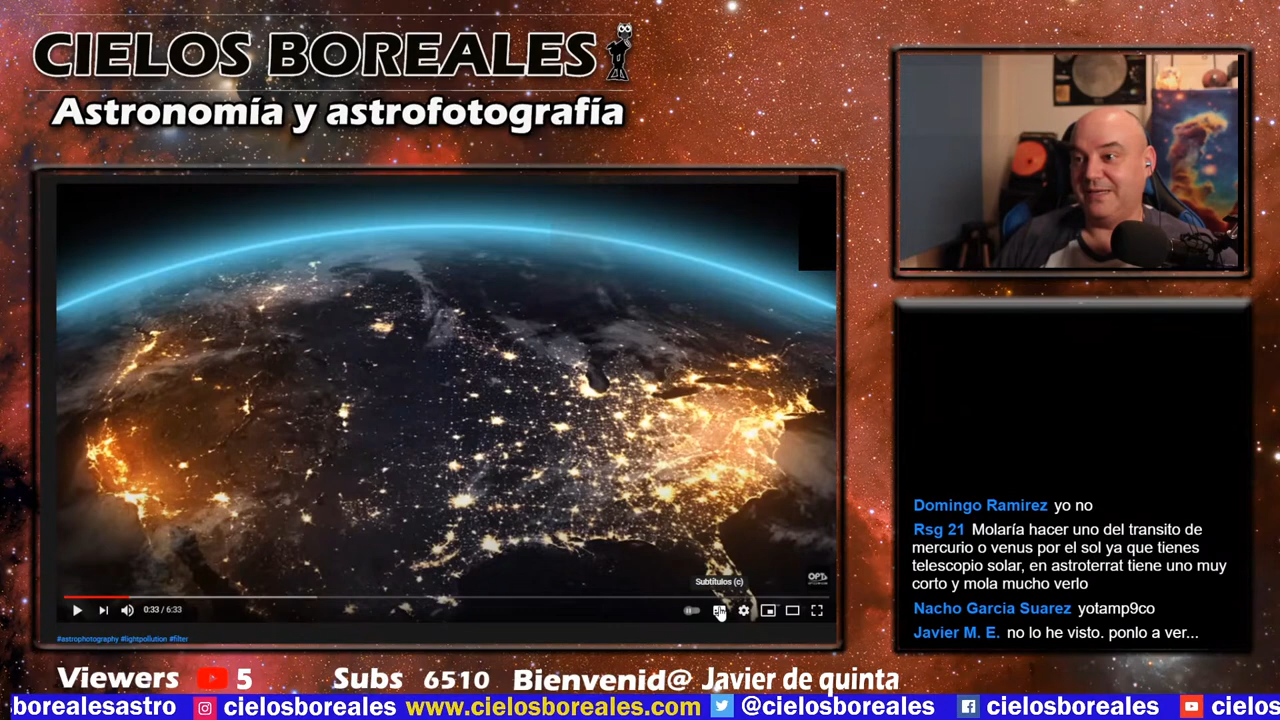 CIELOS BOREALES
Astronomía y astrofotografía
Subtítulos (c)
OPT
0:33 / 6:33
#astrophotography #lightpollution #filter
Domingo Ramirez yo no
Rsg 21 Molaría hacer uno del transito de
mercurio o venus por el sol ya que tienes
telescopio solar, en astroterrat tiene uno muy
corto y mola mucho verlo
Nacho Garcia Suarez yotamp9co
Javier M. E. no lo he visto. ponlo a ver...
Viewers 5 Subs 6510 Bienvenid@ Javier de quinta
borealesastro cielosboreales www.cielosboreales.com @cielosboreales cielosboreales cielosb